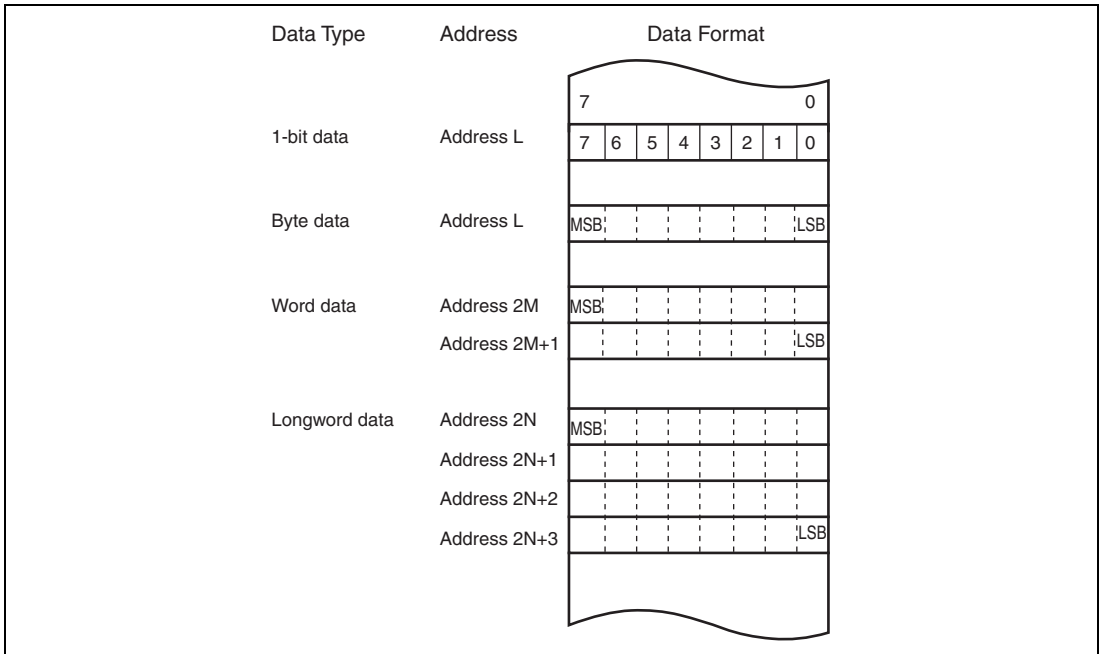 Data Type Address Data Format
7 0
1-bit data Address L 7 6 5 4 3 2 1 0
Byte data Address L MSB LSB
Word data Address 2M MSB
Address 2M+1 LSB
Longword data Address 2N MSB
Address 2N+1
Address 2N+2
Address 2N+3 LSB